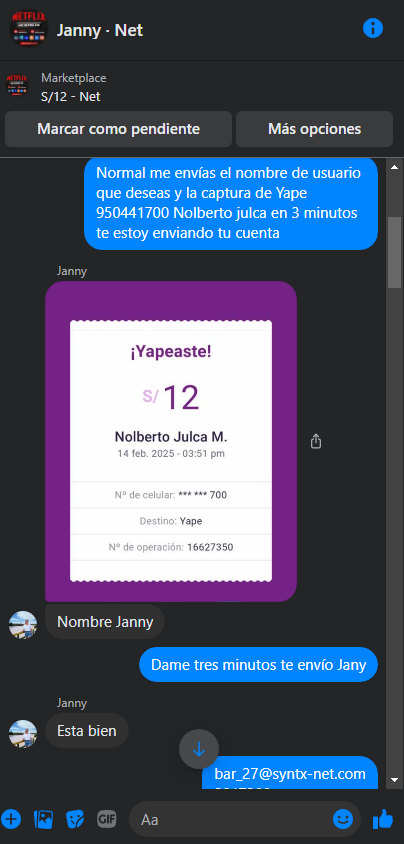 NETFLIX
Janny · Net
Marketplace
S/12 - Net
Marcar como pendiente
Más opciones
Normal me envías el nombre de usuario
que deseas y la captura de Yape
950441700 Nolberto julca en 3 minutos
te estoy enviando tu cuenta
Janny
¡Yapeaste!
S/ 12
Nolberto Julca M.
14 feb. 2025 - 03:51 pm
Nº de celular: *** *** 700
Destino: Yape
Nº de operación: 16627350
Nombre Janny
Dame tres minutos te envío Jany
Janny
Esta bien
bar_27@syntx-net.com
GIF
Aa